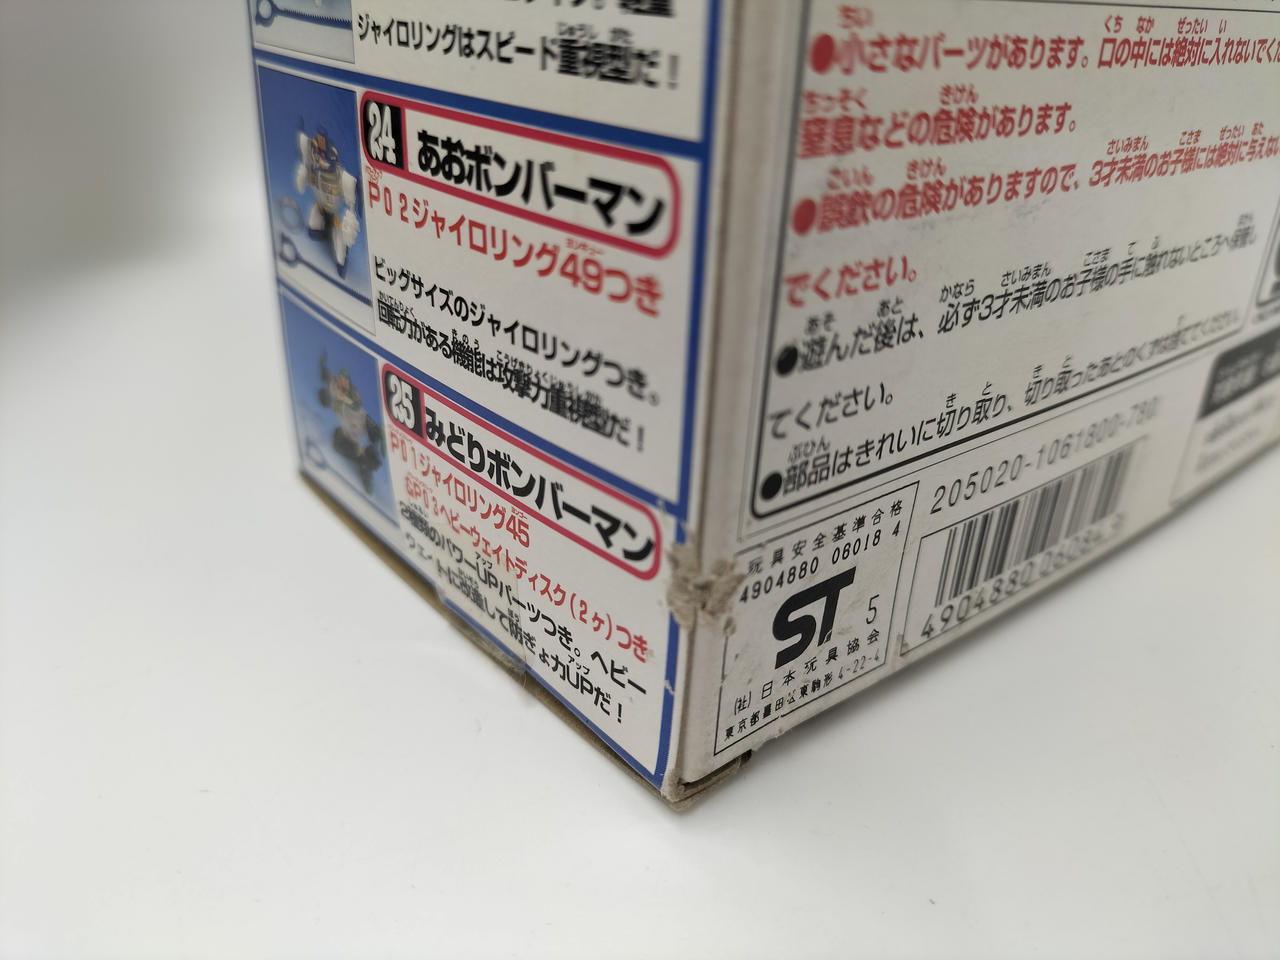 ジャイロリングはスピード重視型だ！
24 あおボンバーマン
P02ジャイロリング49つき
ビッグサイズのジャイロリングつき。
回転力がある機能は攻撃力重視型だ！
25 みどりボンバーマン
P01ジャイロリング45
&P03ヘビーウェイトディスク(2ヶ)つき
2種類のパワーUPパーツつき。ヘビー
ウェイトに改造して防ぎょ力UPだ！
●小さなパーツがあります。口の中には絶対に入れないでくだ
窒息などの危険があります。
●誤飲の危険がありますので、3才未満のお子様には絶対に与えない
でください。
●遊んだ後は、必ず3才未満のお子様の手に触れないところへ保管し
てください。
●部品はきれいに切り取り、切り取ったあとのくずは捨ててください。
205020-1061800-780
4904880060849
玩具安全基準合格
4904880 08018 4
ST 5
(社)日本玩具協会
東京都墨田区東駒形4-22-4